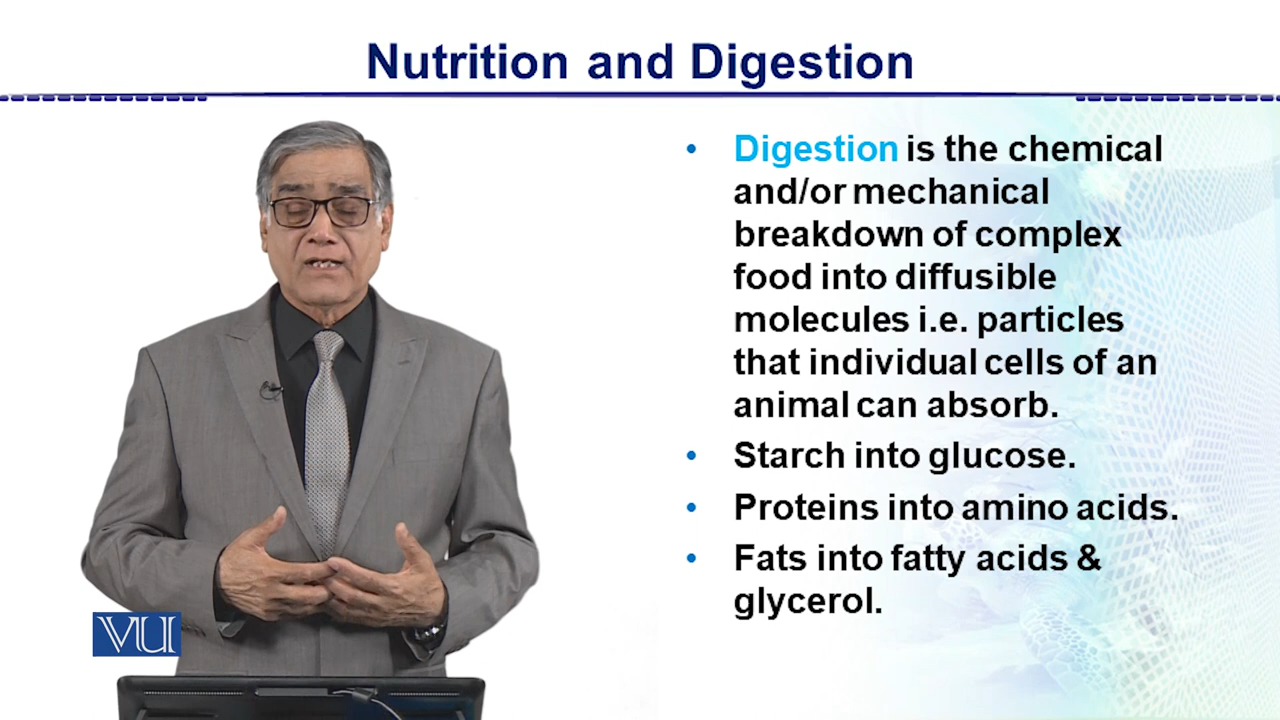 Nutrition and Digestion
• Digestion is the chemical
and/or mechanical
breakdown of complex
food into diffusible
molecules i.e. particles
that individual cells of an
animal can absorb.
• Starch into glucose.
• Proteins into amino acids.
• Fats into fatty acids &
glycerol.
VU